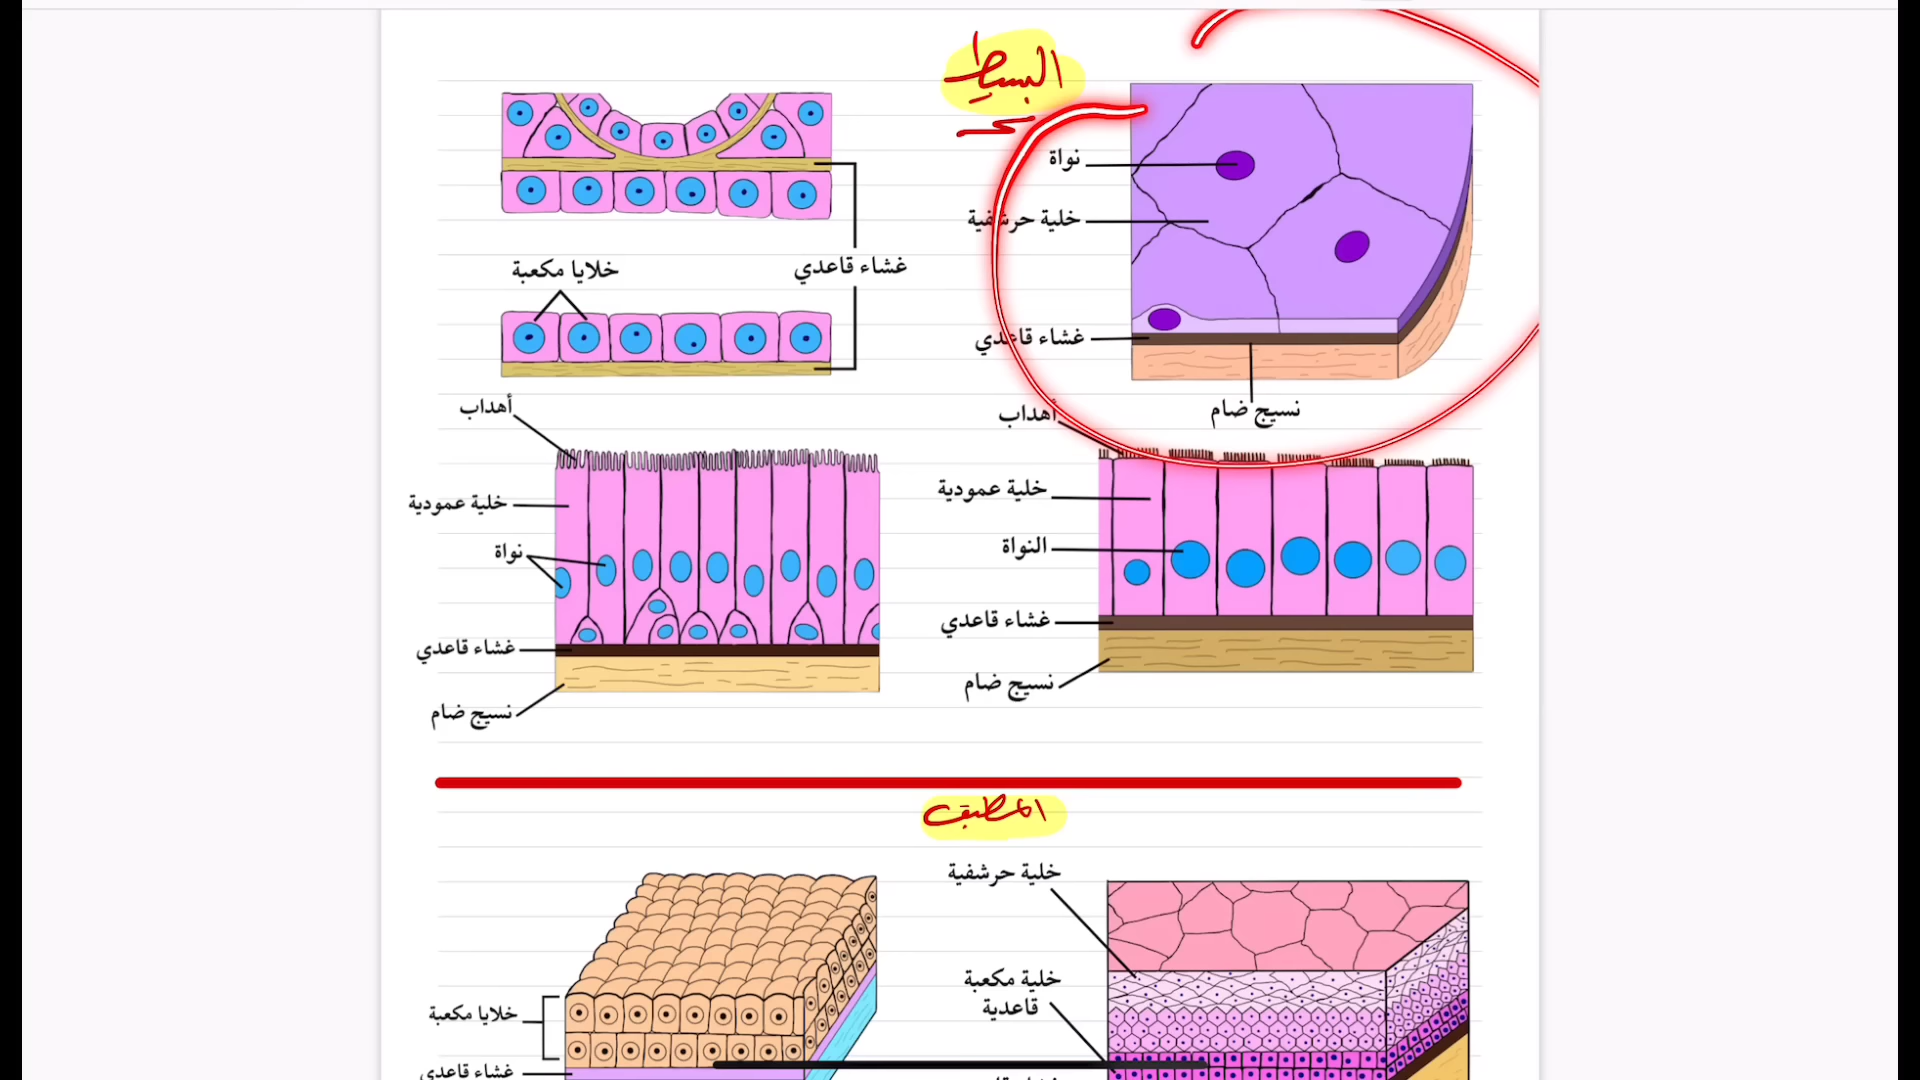 البسيط
نواة
خلية حرشفية
غشاء قاعدي
نسيج ضام
غشاء قاعدي
خلايا مكعبة
أهداب
خلية عمودية
النواة
غشاء قاعدي
نسيج ضام
أهداب
خلية عمودية
نواة
غشاء قاعدي
نسيج ضام
المطبق
خلية حرشفية
خلية مكعبة
قاعدية
خلايا مكعبة
غشاء قاعدي